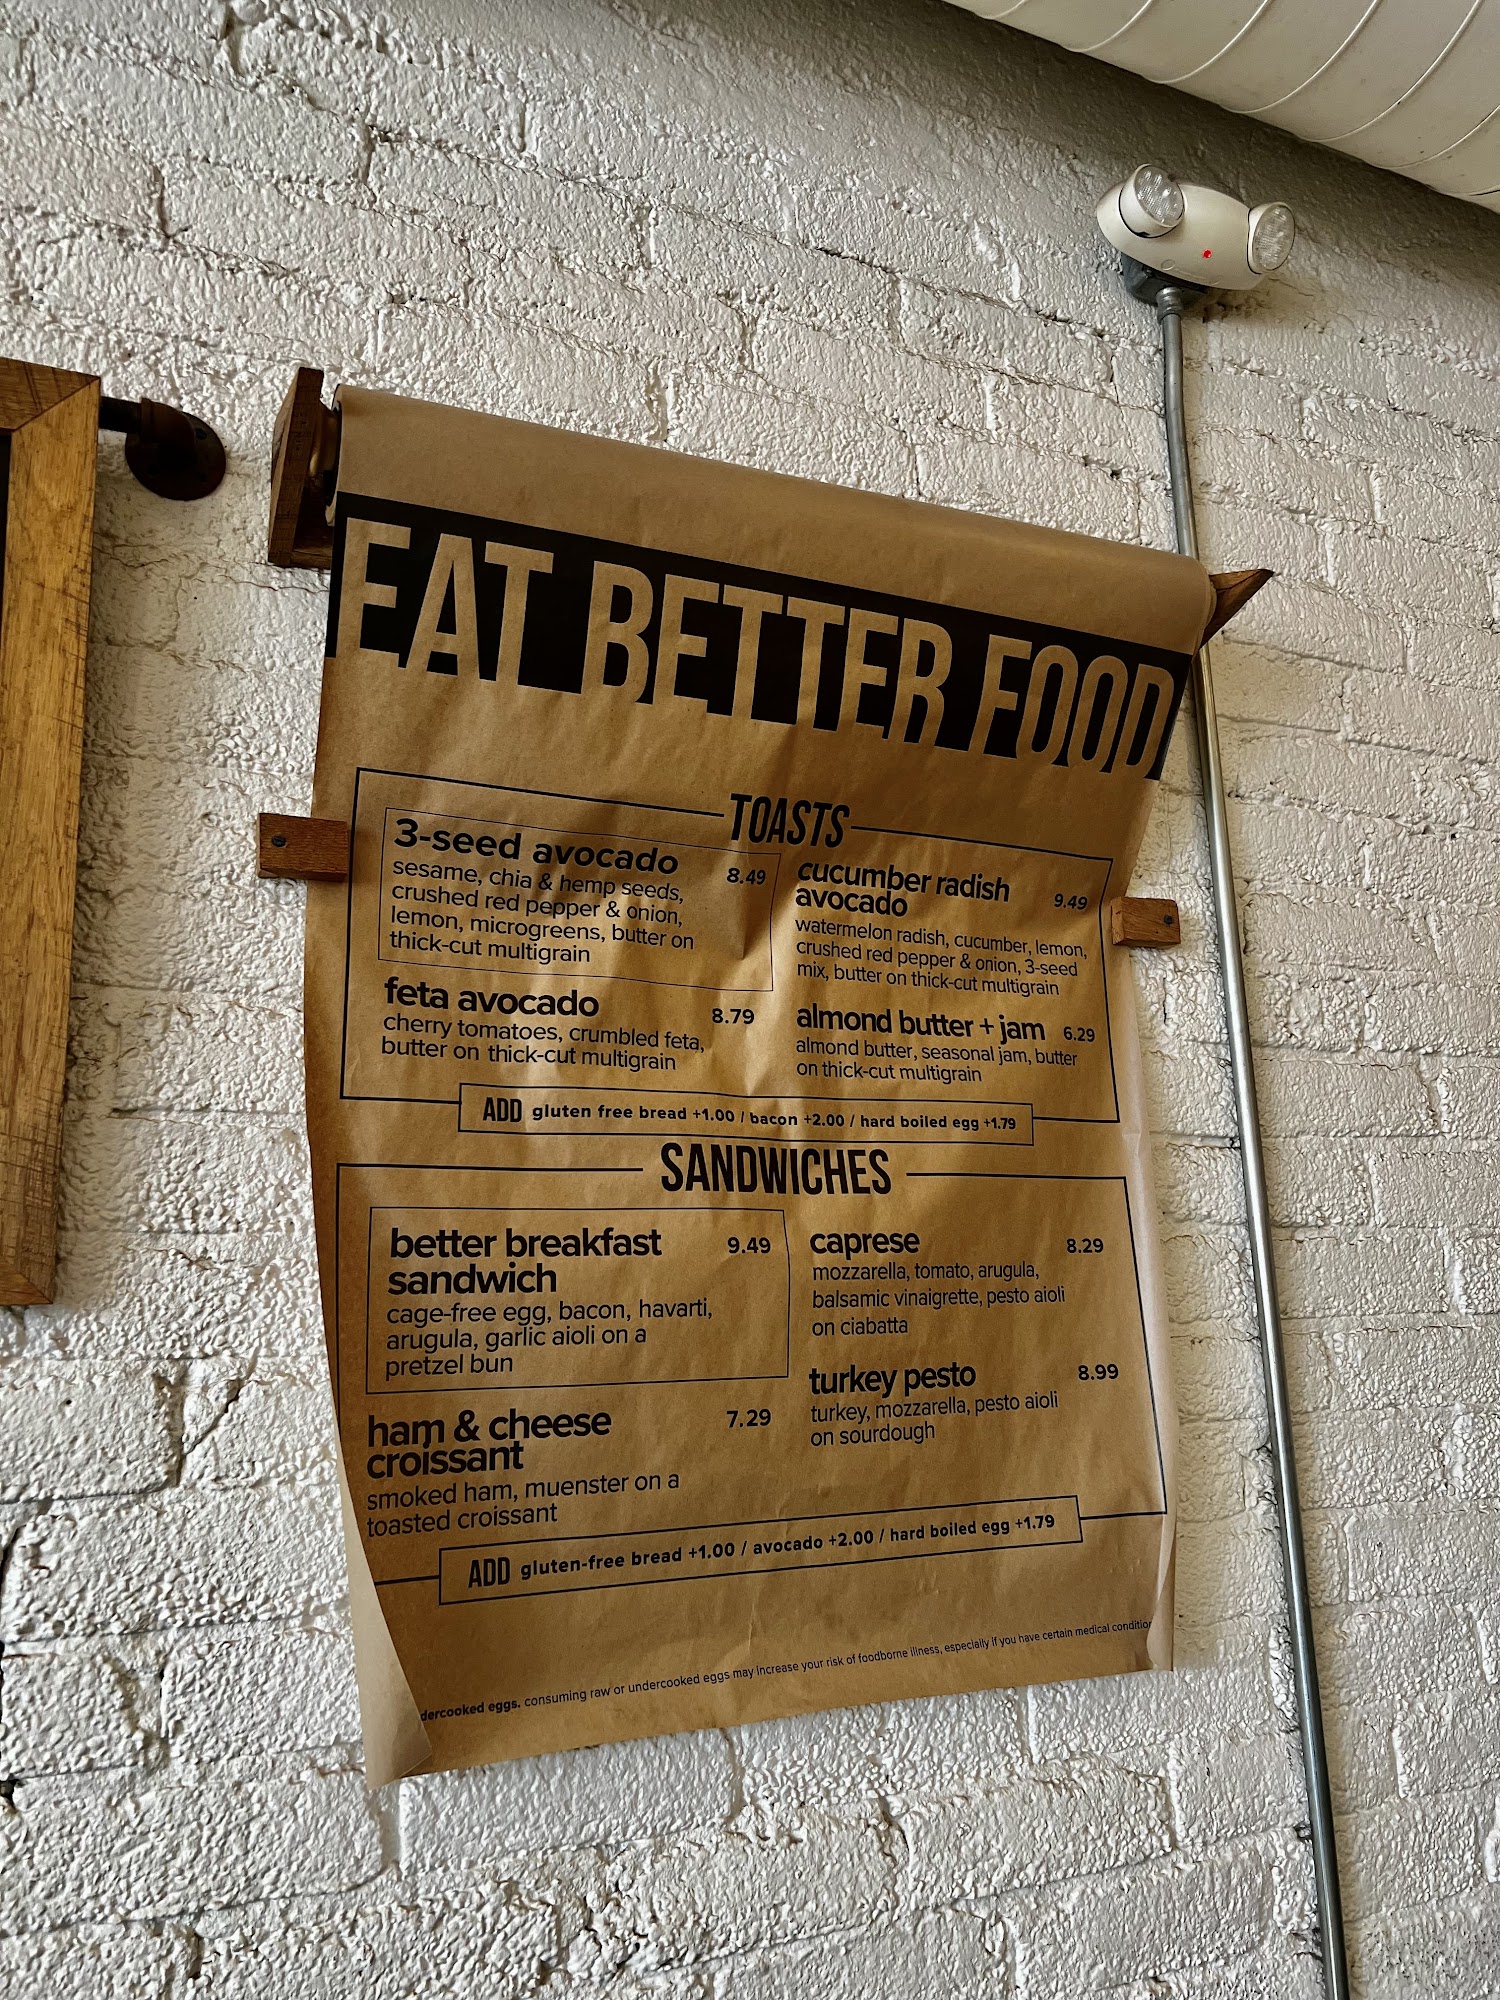 EAT BETTER FOOD
TOASTS
3-seed avocado 8.49
sesame, chia & hemp seeds,
crushed red pepper & onion,
lemon, microgreens, butter on
thick-cut multigrain
feta avocado 8.79
cherry tomatoes, crumbled feta,
butter on thick-cut multigrain
cucumber radish
avocado 9.49
watermelon radish, cucumber, lemon,
crushed red pepper & onion, 3-seed
mix, butter on thick-cut multigrain
almond butter + jam 6.29
almond butter, seasonal jam, butter
on thick-cut multigrain
ADD gluten free bread +1.00 / bacon +2.00 / hard boiled egg +1.79
SANDWICHES
better breakfast 9.49
sandwich
cage-free egg, bacon, havarti,
arugula, garlic aioli on a
pretzel bun
ham & cheese 7.29
croissant
smoked ham, muenster on a
toasted croissant
caprese 8.29
mozzarella, tomato, arugula,
balsamic vinaigrette, pesto aioli
on ciabatta
turkey pesto 8.99
turkey, mozzarella, pesto aioli
on sourdough
ADD gluten-free bread +1.00 / avocado +2.00 / hard boiled egg +1.79
dercooked eggs. consuming raw or undercooked eggs may increase your risk of foodborne illness, especially if you have certain medical condition